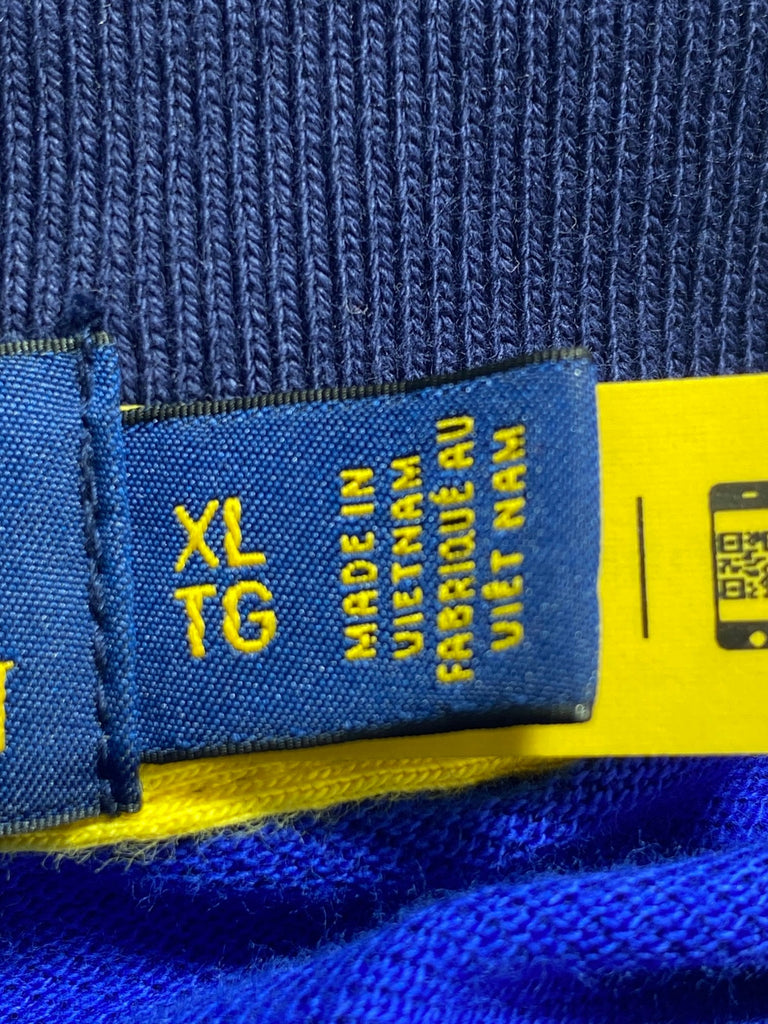 XL
TG
MADE IN
VIETNAM
FABRIQUÉ AU
VIÊT NAM